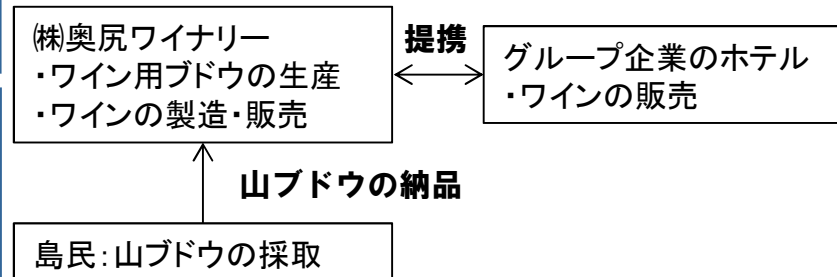 ㈱奥尻ワイナリー
・ワイン用ブドウの生産
・ワインの製造・販売
提携
グループ企業のホテル
・ワインの販売
山ブドウの納品
島民：山ブドウの採取